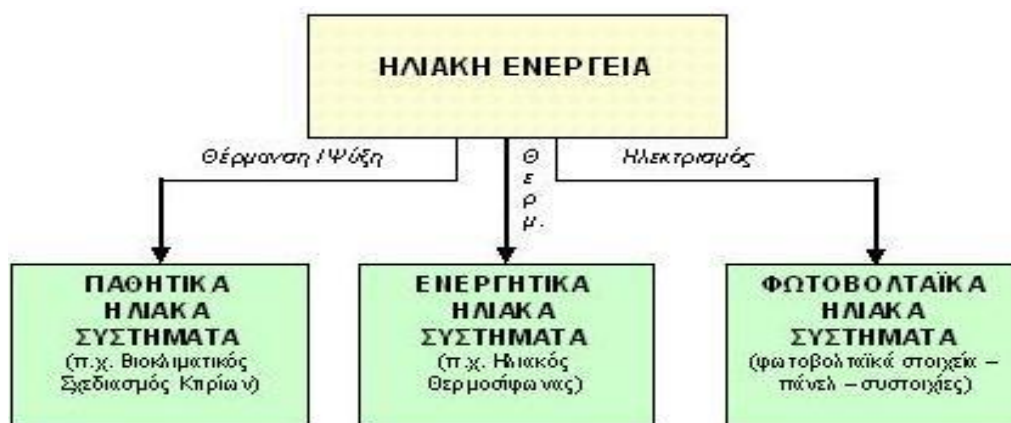 ΗΛΙΑΚΗ ΕΝΕΡΓΕΙΑ
Θέρμανση / Ψύξη
Θερμ.
Ηλεκτρισμός
ΠΑΘΗΤΙΚΑ
ΗΛΙΑΚΑ
ΣΥΣΤΗΜΑΤΑ
(π.χ. Βιοκλιματικός
Σχεδιασμός Κτιρίων)
ΕΝΕΡΓΗΤΙΚΑ
ΗΛΙΑΚΑ
ΣΥΣΤΗΜΑΤΑ
(π.χ. Ηλιακός
Θερμοσίφωνας)
ΦΩΤΟΒΟΛΤΑΪΚΑ
ΗΛΙΑΚΑ
ΣΥΣΤΗΜΑΤΑ
(φωτοβολταϊκά στοιχεία –
πάνελ – συστοιχίες)